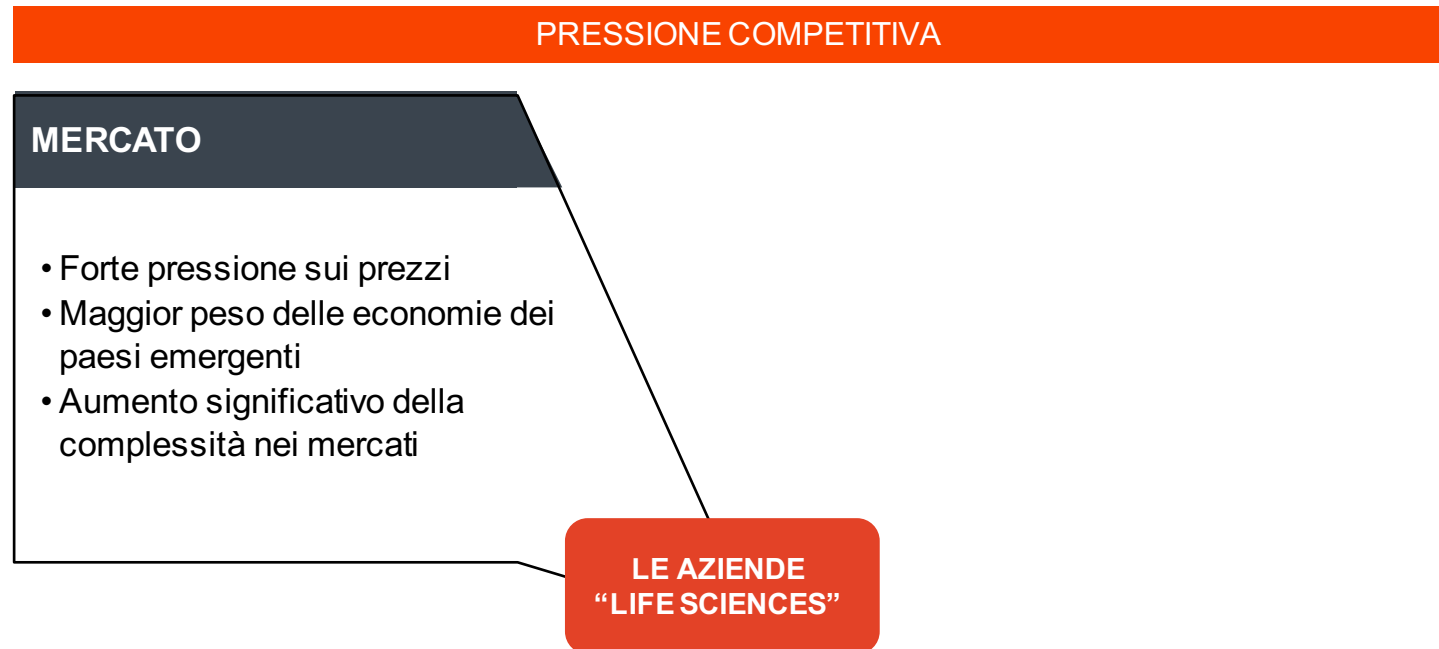 PRESSIONE COMPETITIVA
MERCATO
• Forte pressione sui prezzi
• Maggior peso delle economie dei
paesi emergenti
• Aumento significativo della
complessità nei mercati
LE AZIENDE
“LIFE SCIENCES”